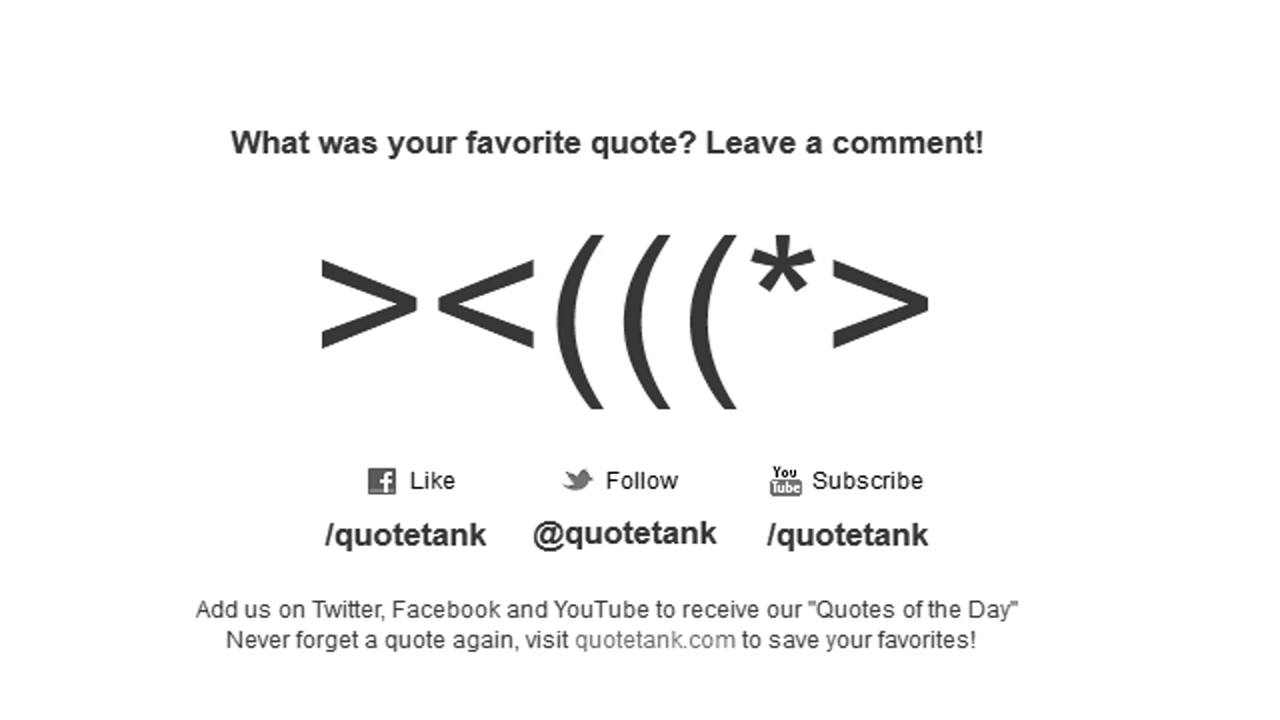 What was your favorite quote? Leave a comment!
><(((*>
Like Follow You Tube Subscribe
/quotetank @quotetank /quotetank
Add us on Twitter, Facebook and YouTube to receive our "Quotes of the Day"
Never forget a quote again, visit quotetank.com to save your favorites!